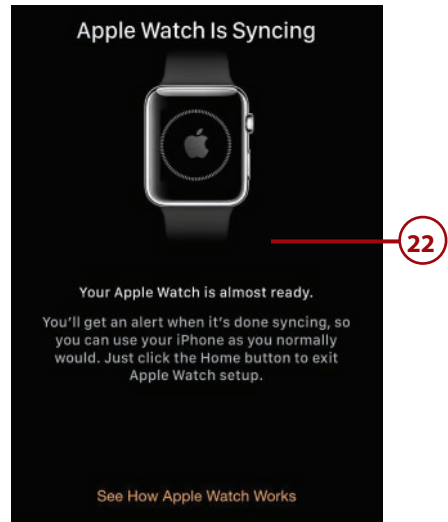 Apple Watch Is Syncing
22
Your Apple Watch is almost ready.
You'll get an alert when it's done syncing, so
you can use your iPhone as you normally
would. Just click the Home button to exit
Apple Watch setup.
See How Apple Watch Works